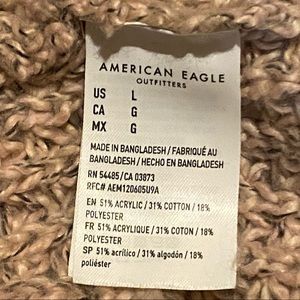 AMERICAN EAGLE
OUTFITTERS
US L
CA G
MX G
MADE IN BANGLADESH / FABRIQUÉ AU
BANGLADESH / HECHO EN BANGLADESH
RN 54485/CA 03873
RFC# AEM120605U9A
EN 51% ACRYLIC / 31% COTTON / 18%
POLYESTER
FR 51% ACRYLIQUE / 31% COTON / 18%
POLYESTER
SP 51% acrílico / 31% algodón / 18%
poliéster